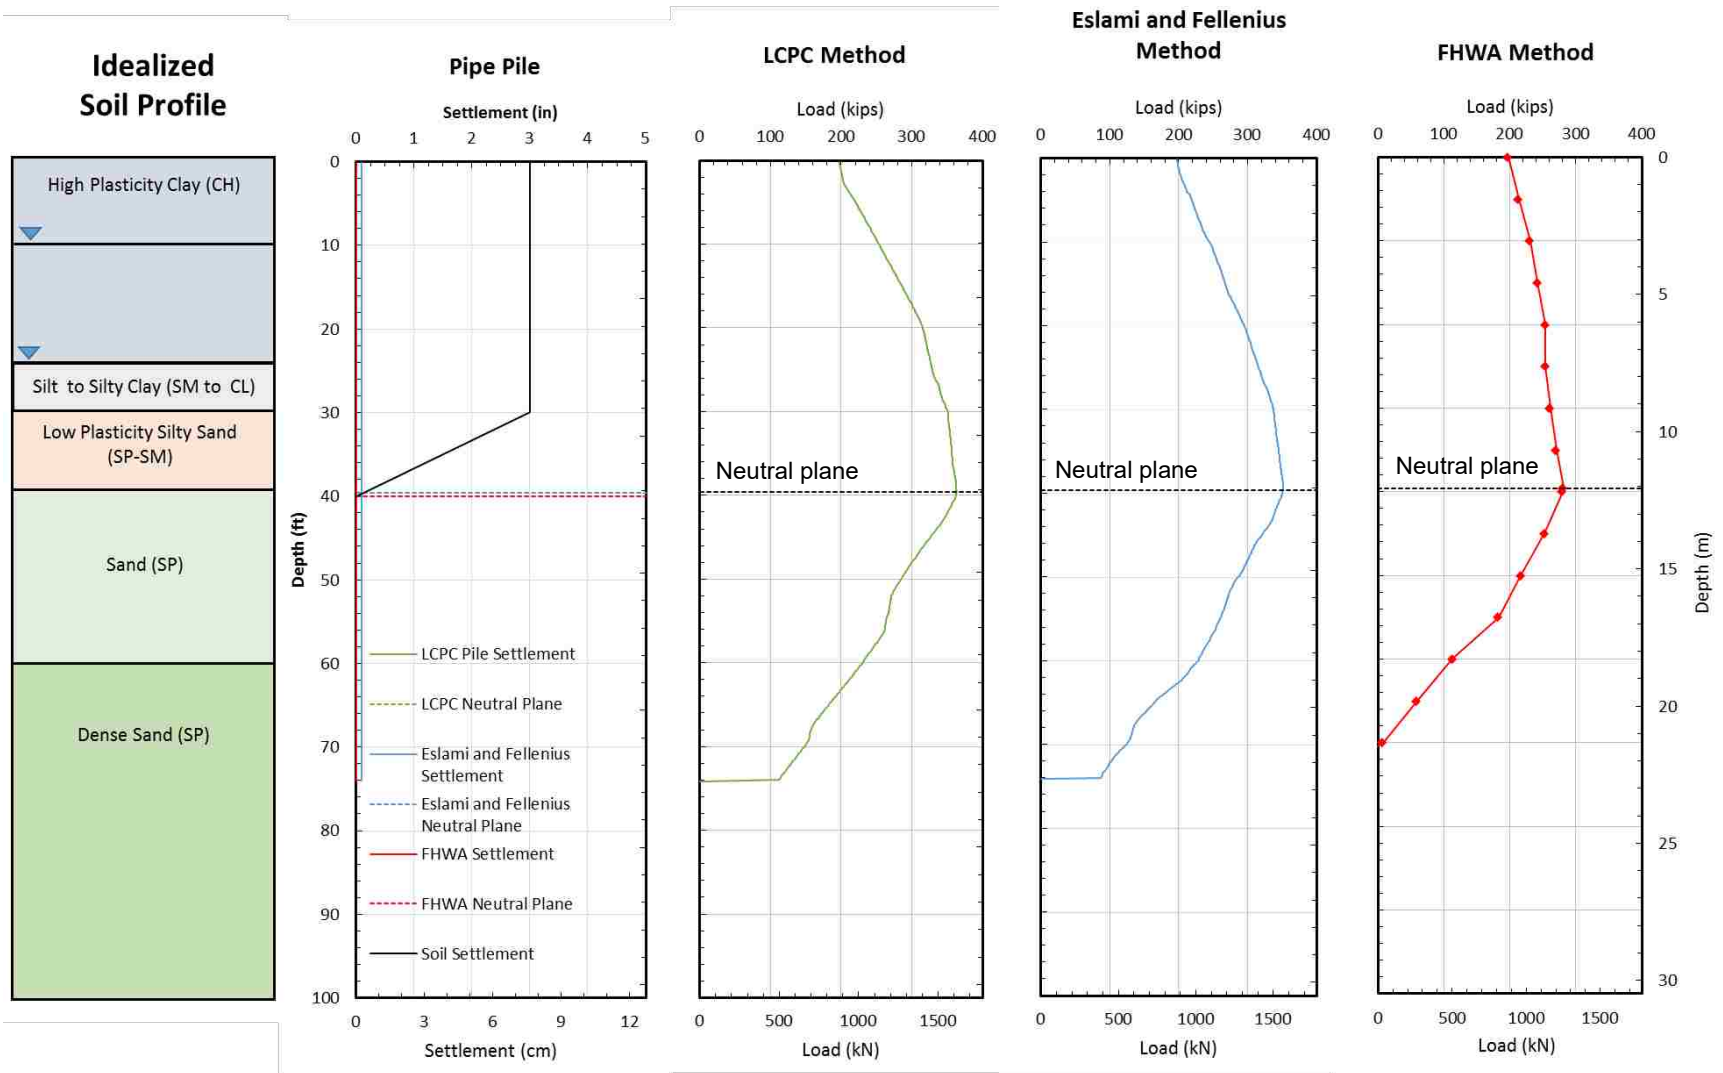 Idealized
Soil Profile
High Plasticity Clay (CH)
Silt to Silty Clay (SM to CL)
Low Plasticity Silty Sand
(SP-SM)
Sand (SP)
Dense Sand (SP)
Pipe Pile
Settlement (in)
0 1 2 3 4 5
0
10
20
30
40
50
60
70
80
90
100
Depth (ft)
LCPC Pile Settlement
LCPC Neutral Plane
Eslami and Fellenius
Settlement
Eslami and Fellenius
Neutral Plane
FHWA Settlement
FHWA Neutral Plane
Soil Settlement
0 3 6 9 12
Settlement (cm)
LCPC Method
Load (kips)
0 100 200 300 400
Neutral plane
0 500 1000 1500
Load (kN)
Eslami and Fellenius
Method
Load (kips)
0 100 200 300 400
Neutral plane
0 500 1000 1500
Load (kN)
FHWA Method
Load (kips)
0 100 200 300 400
Neutral plane
0
5
10
15
20
25
30
Depth (m)
0 500 1000 1500
Load (kN)